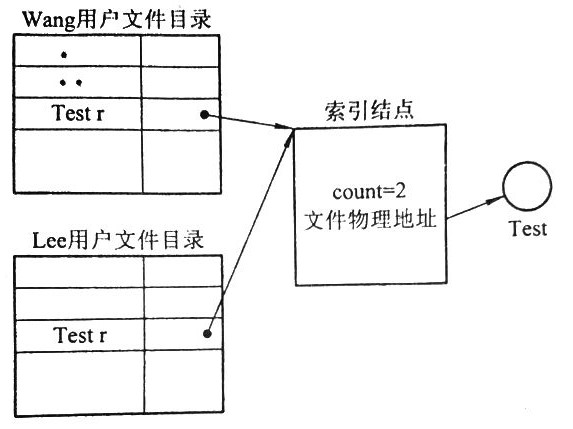 Wang用户文件目录
.
..
Test r
索引结点
count=2
文件物理地址
Test
Lee用户文件目录
Test r